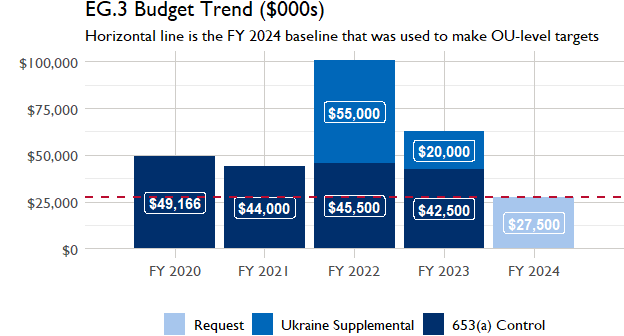 EG.3 Budget Trend ($000s)
Horizontal line is the FY 2024 baseline that was used to make OU-level targets
$100,000
$75,000
$50,000
$25,000
$0
$55,000
$20,000
$49,166
$44,000
$45,500
$42,500
$27,500
FY 2020
FY 2021
FY 2022
FY 2023
FY 2024
Request
Ukraine Supplemental
653(a) Control